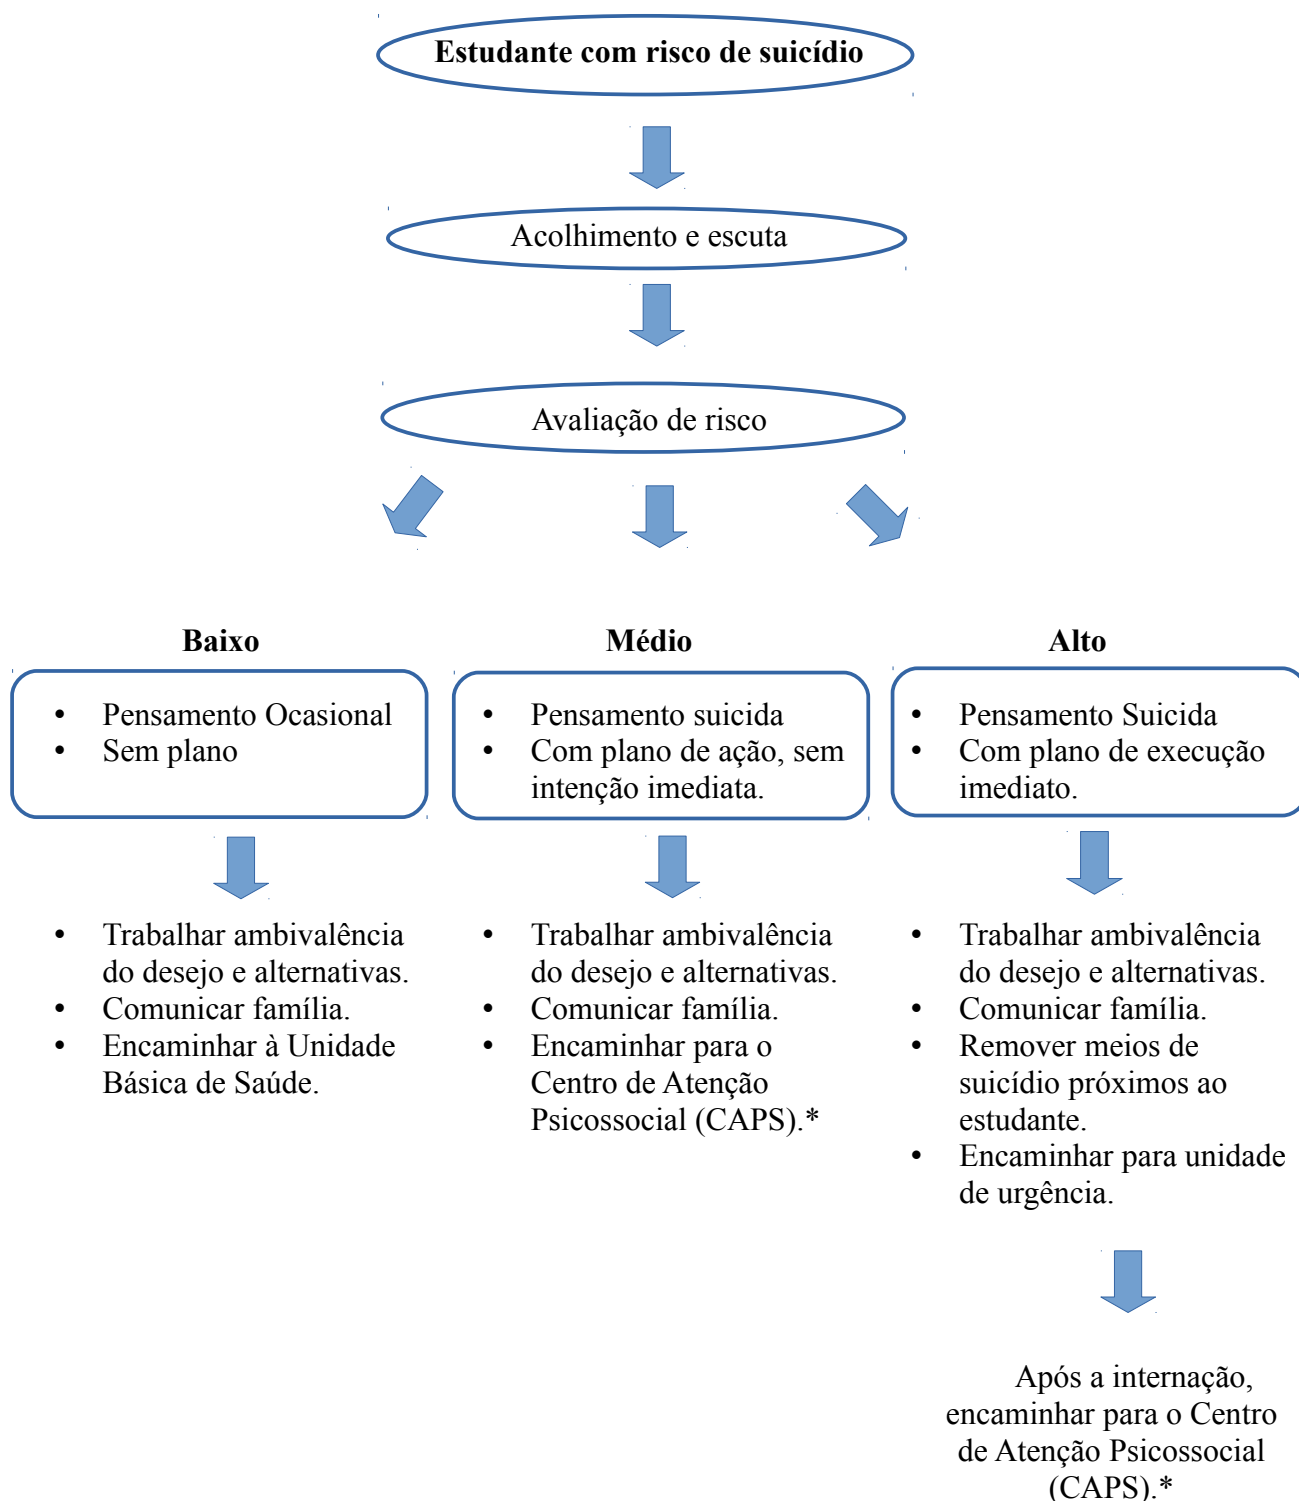 Estudante com risco de suicídio
Acolhimento e escuta
Avaliação de risco
Baixo
• Pensamento Ocasional
• Sem plano
• Trabalhar ambivalência
do desejo e alternativas.
• Comunicar família.
• Encaminhar à Unidade
Básica de Saúde.
Médio
• Pensamento suicida
• Com plano de ação, sem
intenção imediata.
• Trabalhar ambivalência
do desejo e alternativas.
• Comunicar família.
• Encaminhar para o
Centro de Atenção
Psicossocial (CAPS).*
Alto
• Pensamento Suicida
• Com plano de execução
imediato.
• Trabalhar ambivalência
do desejo e alternativas.
• Comunicar família.
• Remover meios de
suicídio próximos ao
estudante.
• Encaminhar para unidade
de urgência.
Após a internação,
encaminhar para o Centro
de Atenção Psicossocial
(CAPS).*